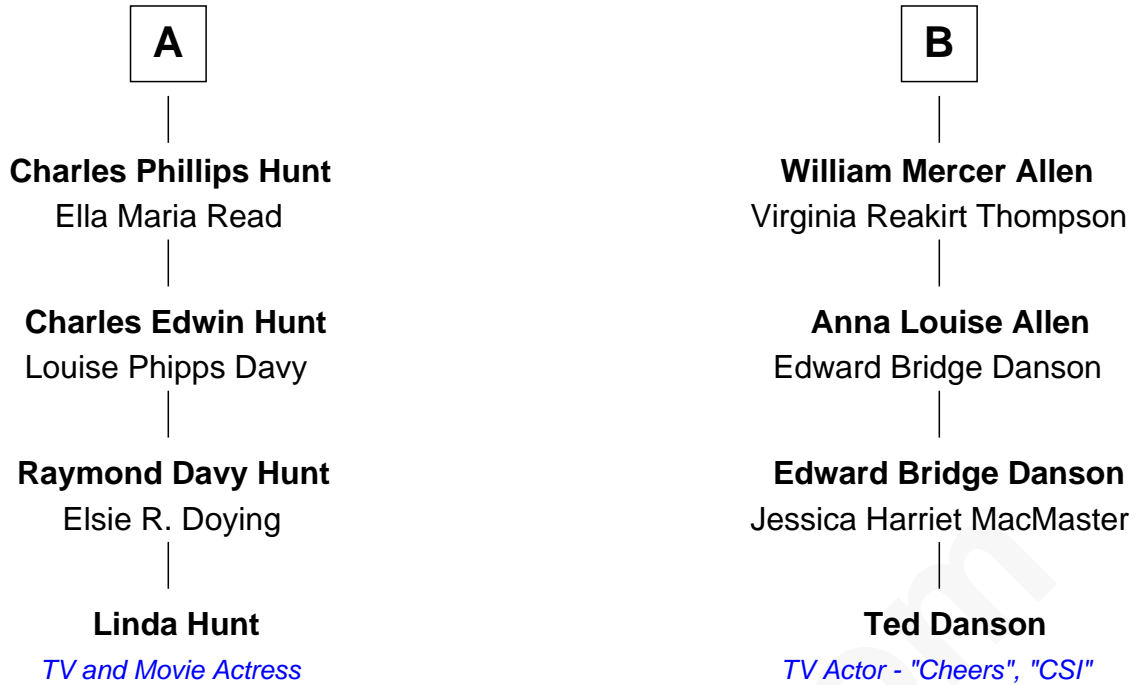 A
B
Charles Phillips Hunt
Ella Maria Read
William Mercer Allen
Virginia Reakirt Thompson
Charles Edwin Hunt
Louise Phipps Davy
Anna Louise Allen
Edward Bridge Danson
Raymond Davy Hunt
Elsie R. Doying
Edward Bridge Danson
Jessica Harriet MacMaster
Linda Hunt
TV and Movie Actress
Ted Danson
TV Actor - "Cheers", "CSI"